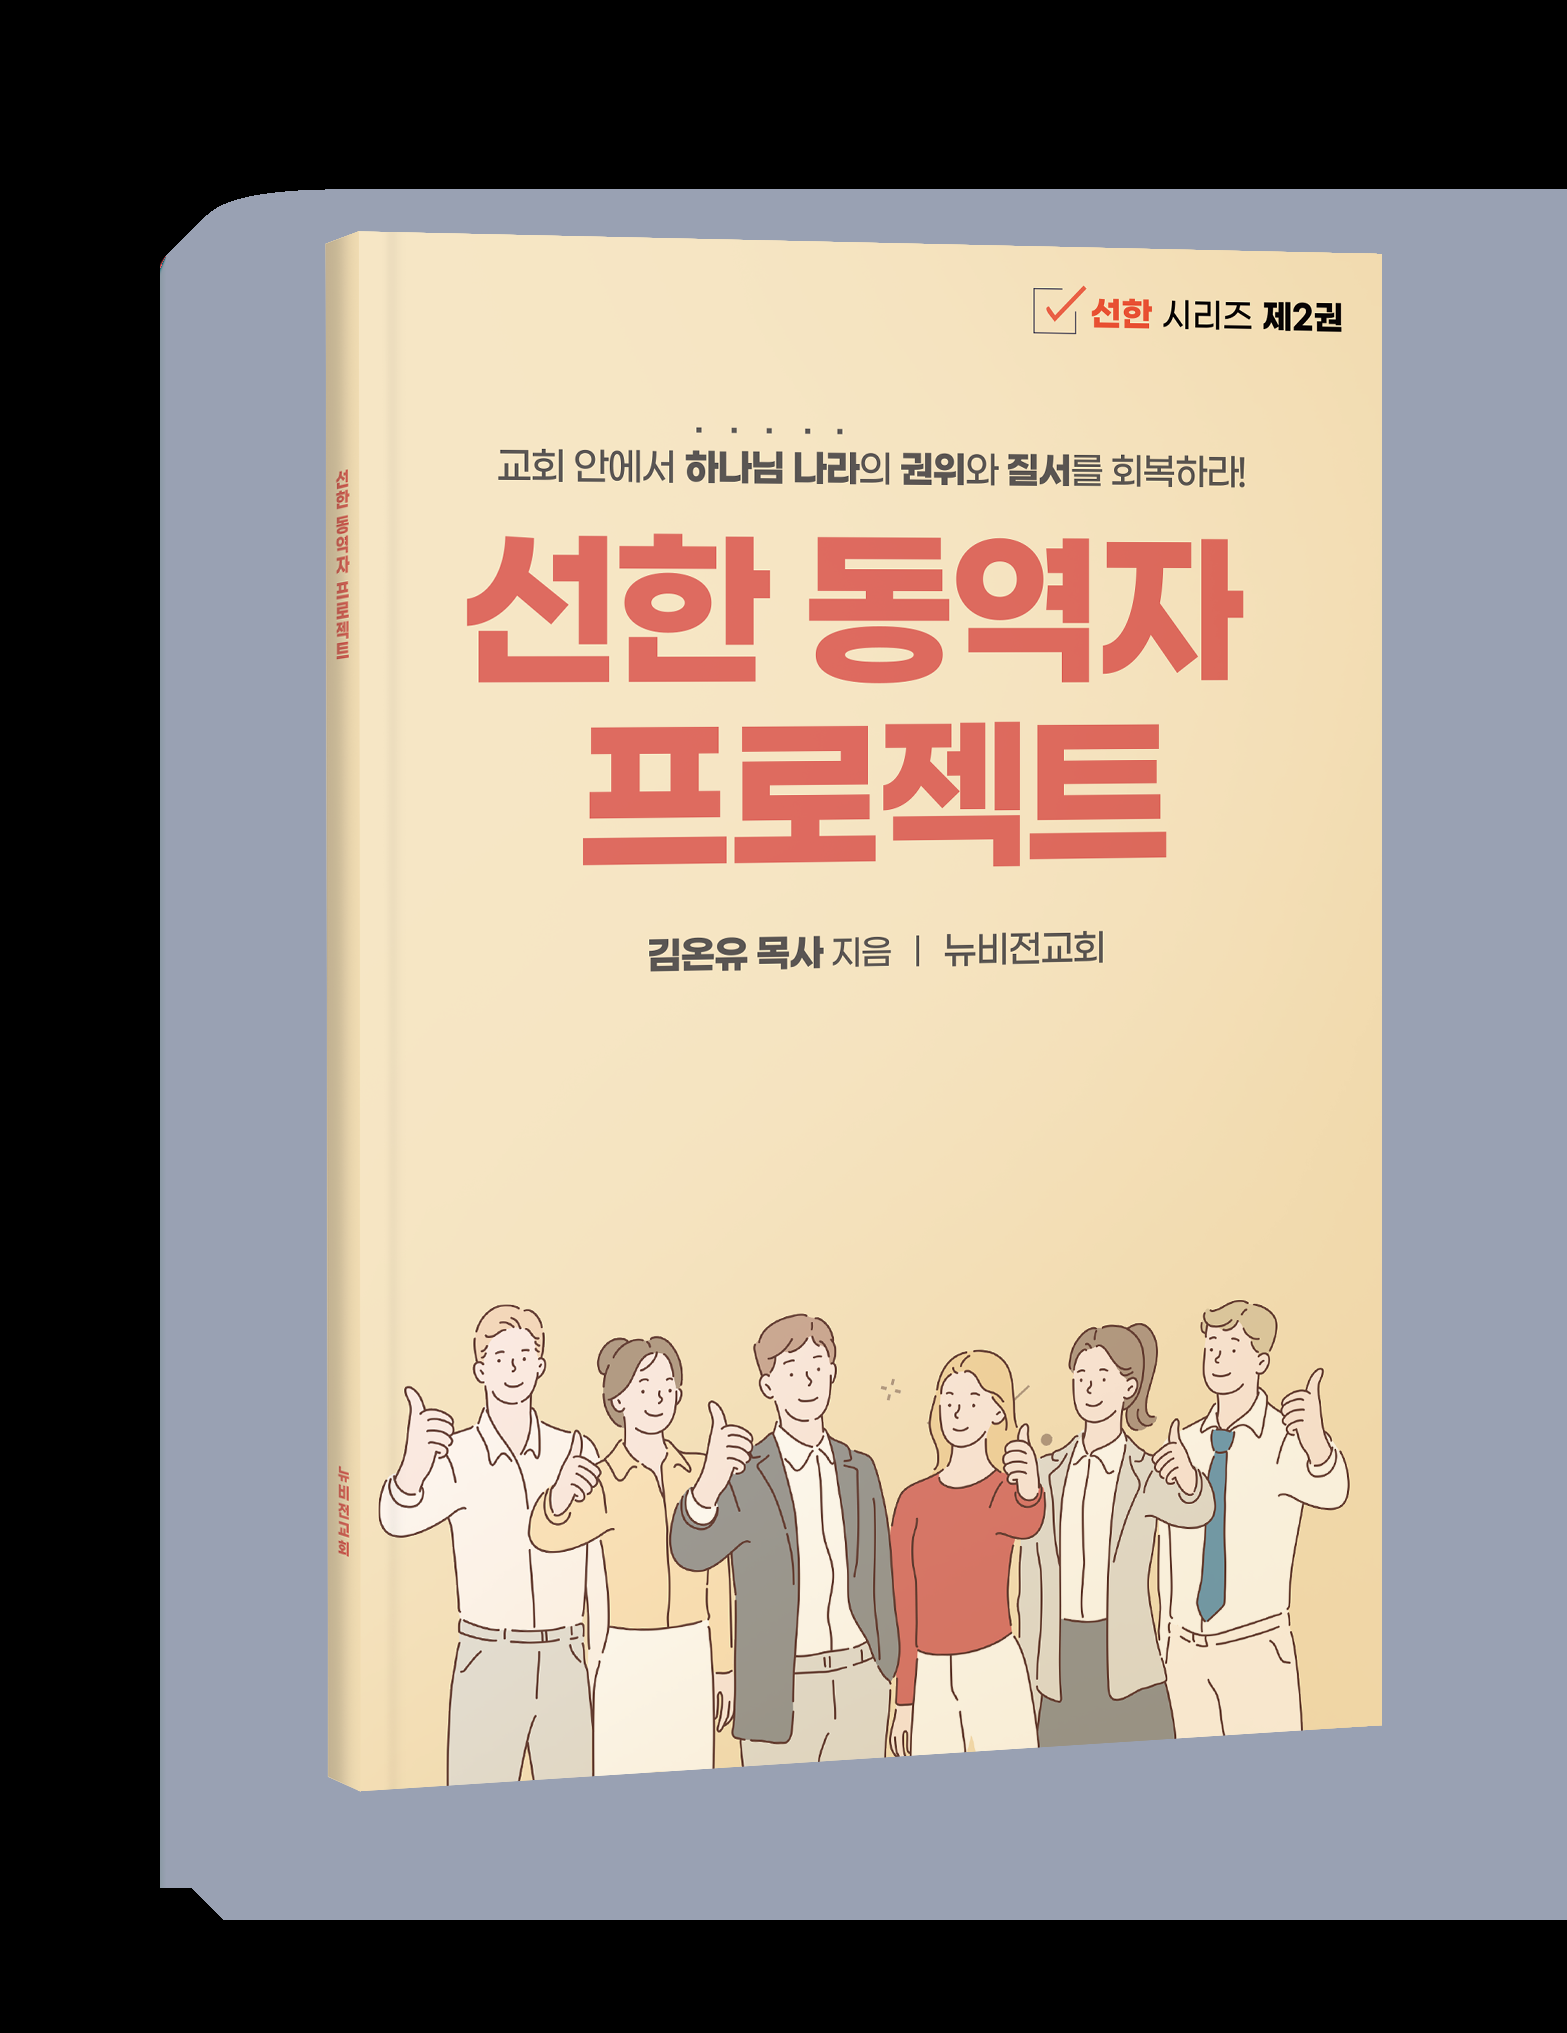 선한 시리즈 제2권
교회 안에서 하나님 나라의 권위와 질서를 회복하라!
선한 동역자
프로젝트
김온유 목사 지음 | 뉴비전교회
선한 동역자 프로젝트
뉴비전교회